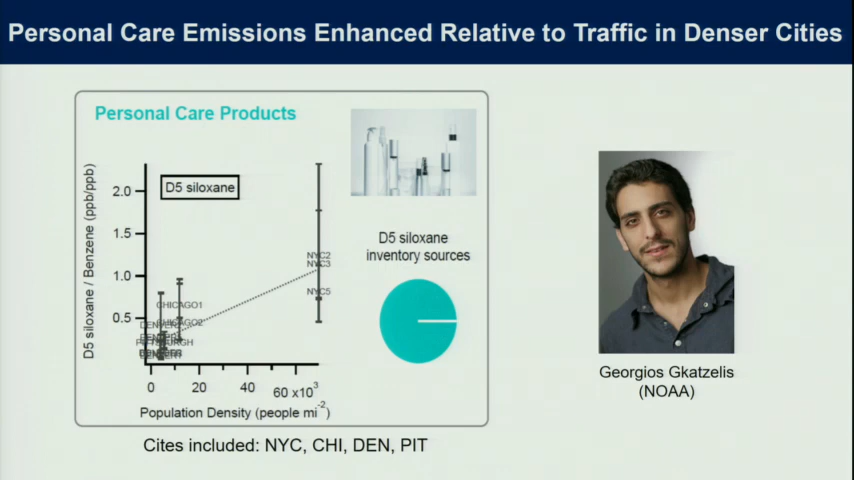 Personal Care Emissions Enhanced Relative to Traffic in Denser Cities
Personal Care Products
D5 siloxane / Benzene (ppb/ppb)
2.0
1.5
1.0
0.5
D5 siloxane
NYC2
NYC3
NYC5
CHICAGO1
CHICAGO2
0
20
40
60 x10³
Population Density (people mi⁻²)
D5 siloxane
inventory sources
Cites included: NYC, CHI, DEN, PIT
Georgios Gkatzelis
(NOAA)